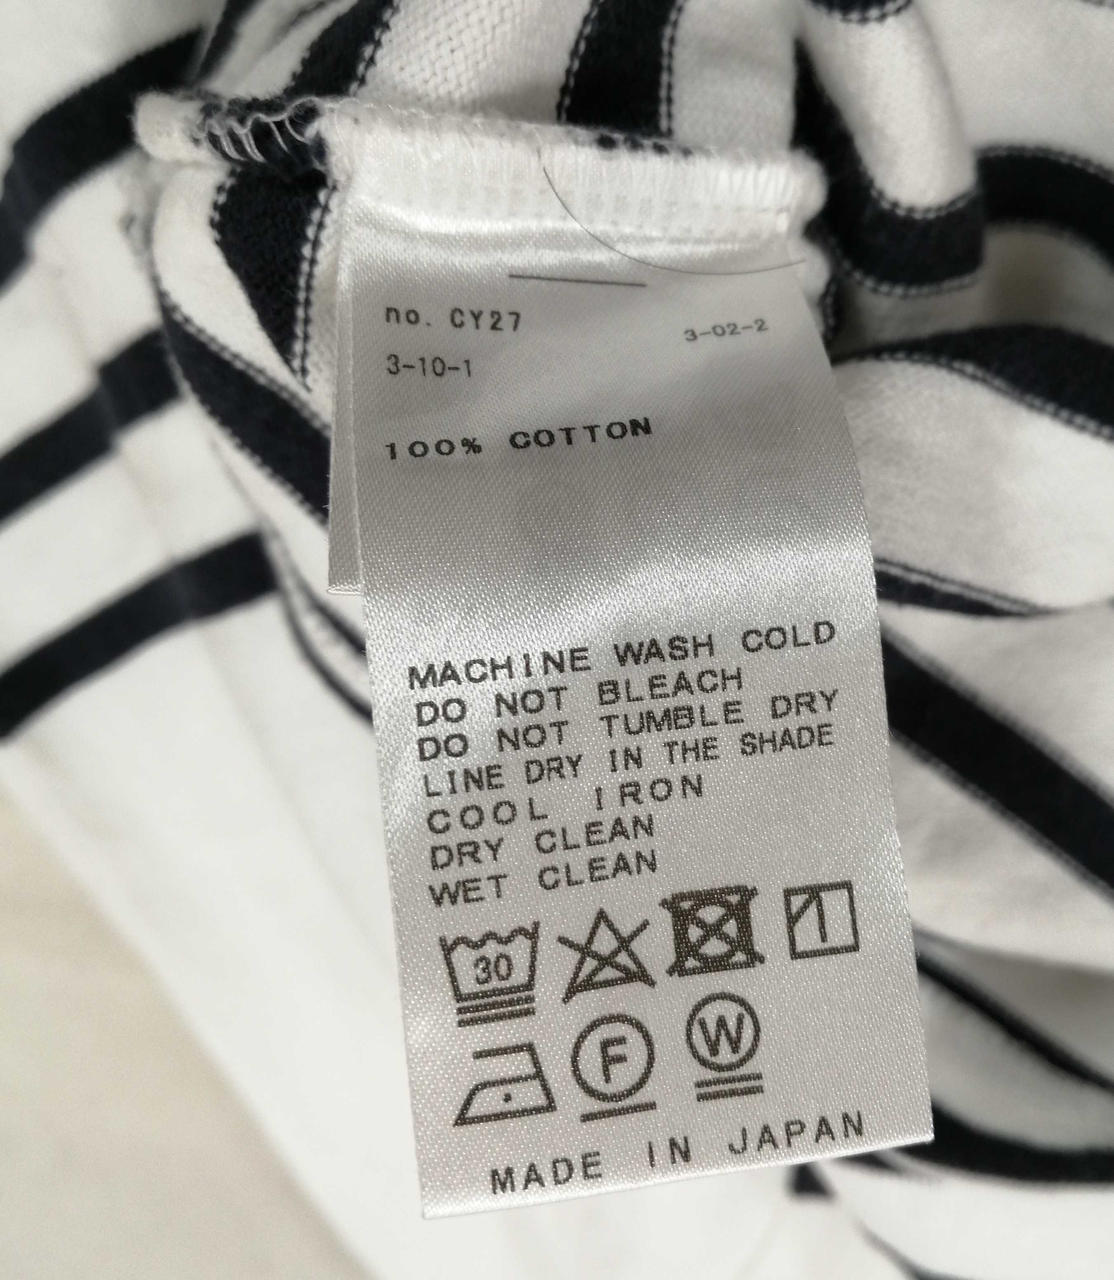 no. CY27
3-02-2
3-10-1
100% COTTON
MACHINE WASH COLD
DO NOT BLEACH
DO NOT TUMBLE DRY
LINE DRY IN THE SHADE
COOL IRON
DRY CLEAN
WET CLEAN
30
F
W
MADE IN JAPAN